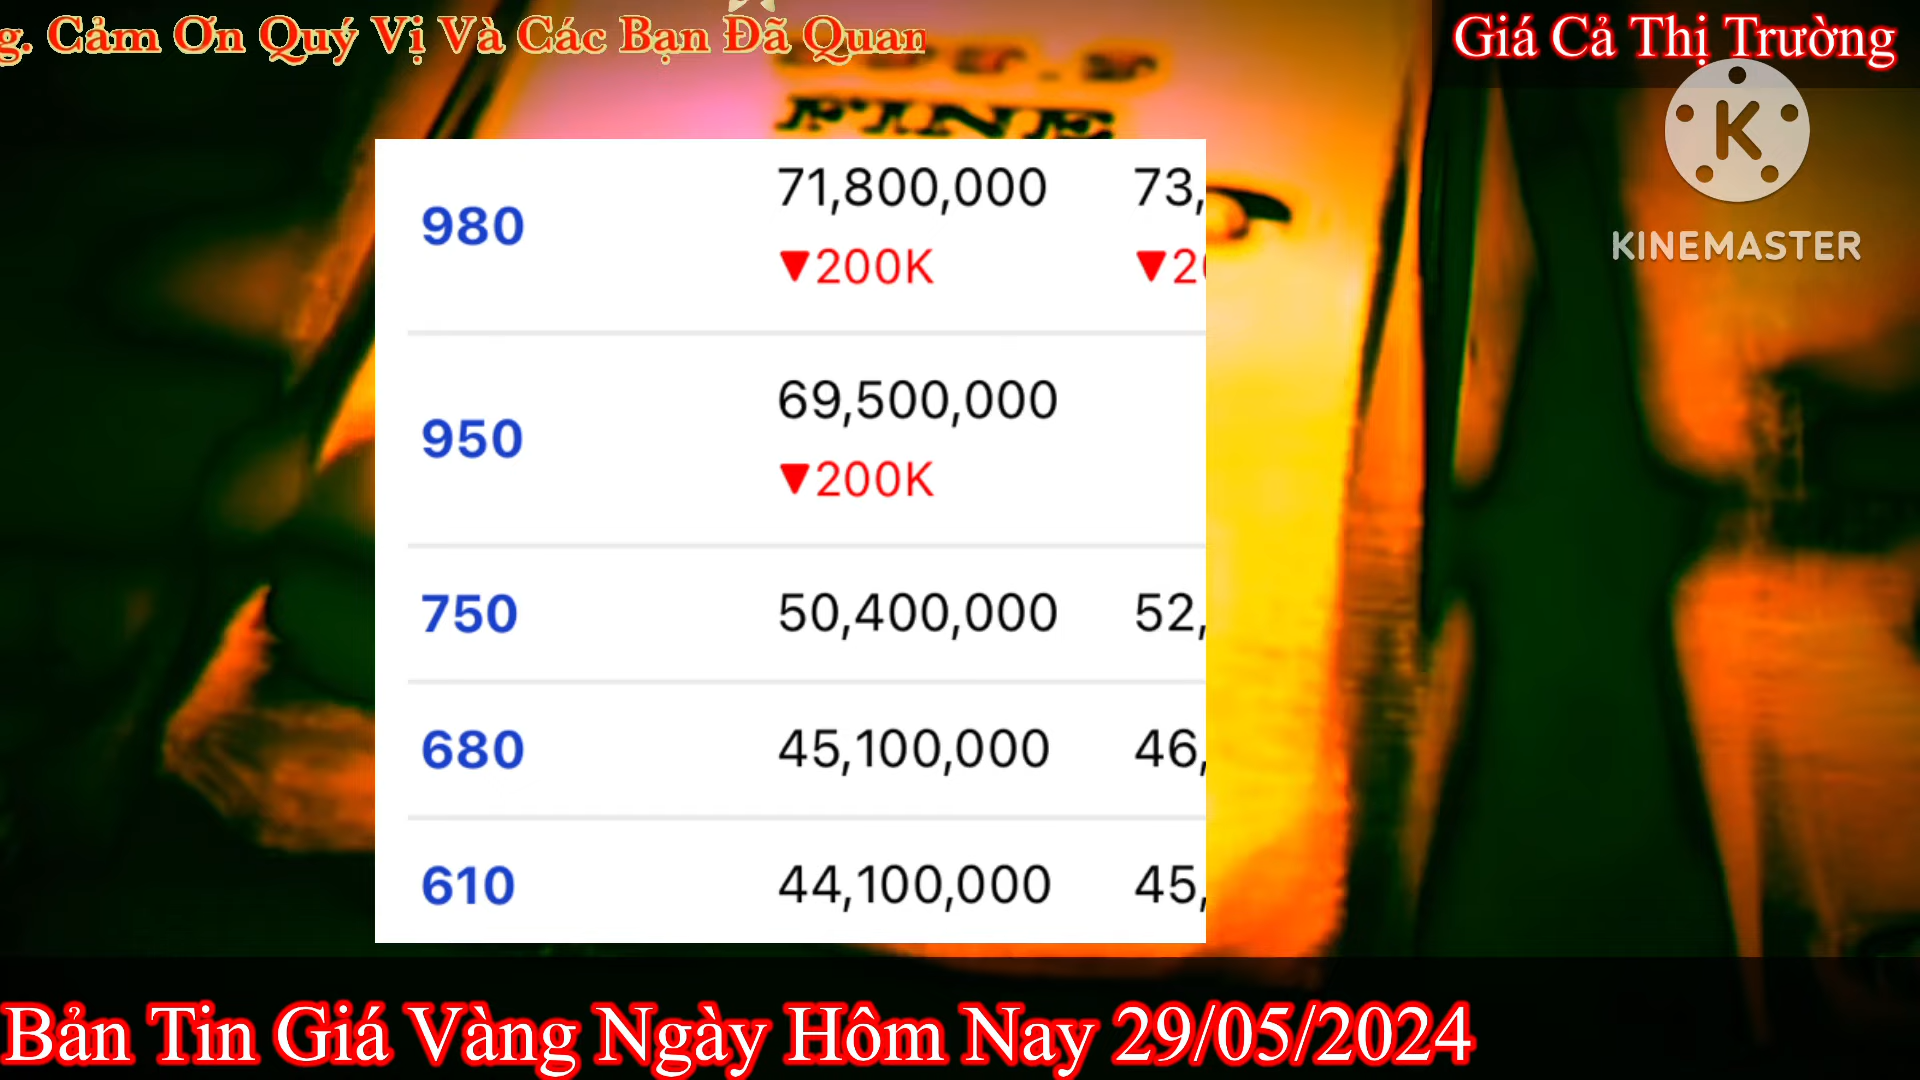 g. Cảm Ơn Quý Vị Và Các Bạn Đã Quan
Giá Cả Thị Trường
FINE
KINEMASTER
980 71,800,000 73,
▼200K ▼20
950 69,500,000
▼200K
750 50,400,000 52,
680 45,100,000 46,
610 44,100,000 45,
Bản Tin Giá Vàng Ngày Hôm Nay 29/05/2024